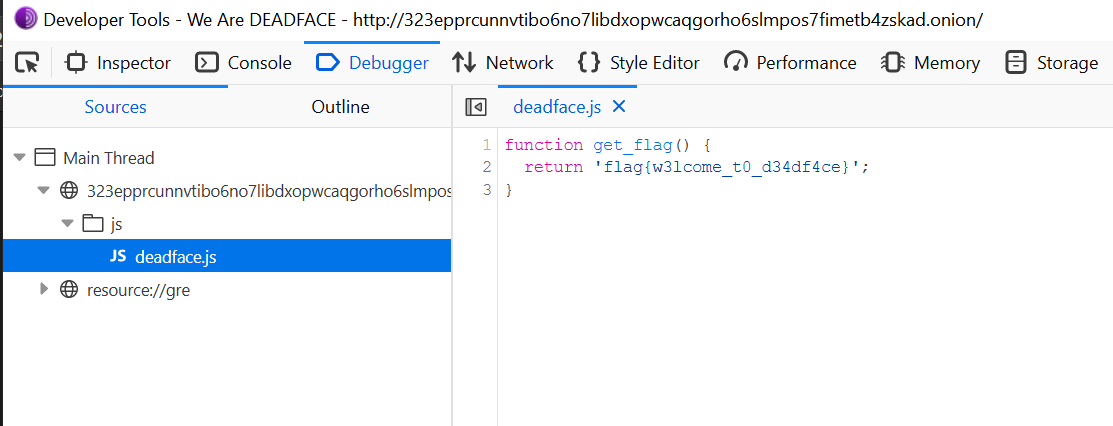 Developer Tools - We Are DEADFACE - http://323epprcunnvtibo6no7libdxopwcaqgorho6slmpos7fimetb4zskad.onion/
Inspector Console Debugger Network Style Editor Performance Memory Storage
Sources Outline deadface.js
Main Thread
323epprcunnvtibo6no7libdxopwcaqgorho6slmpos
js
JS deadface.js
resource://gre
1 function get_flag() {
2 return 'flag{w3lcome_t0_d34df4ce}';
3 }